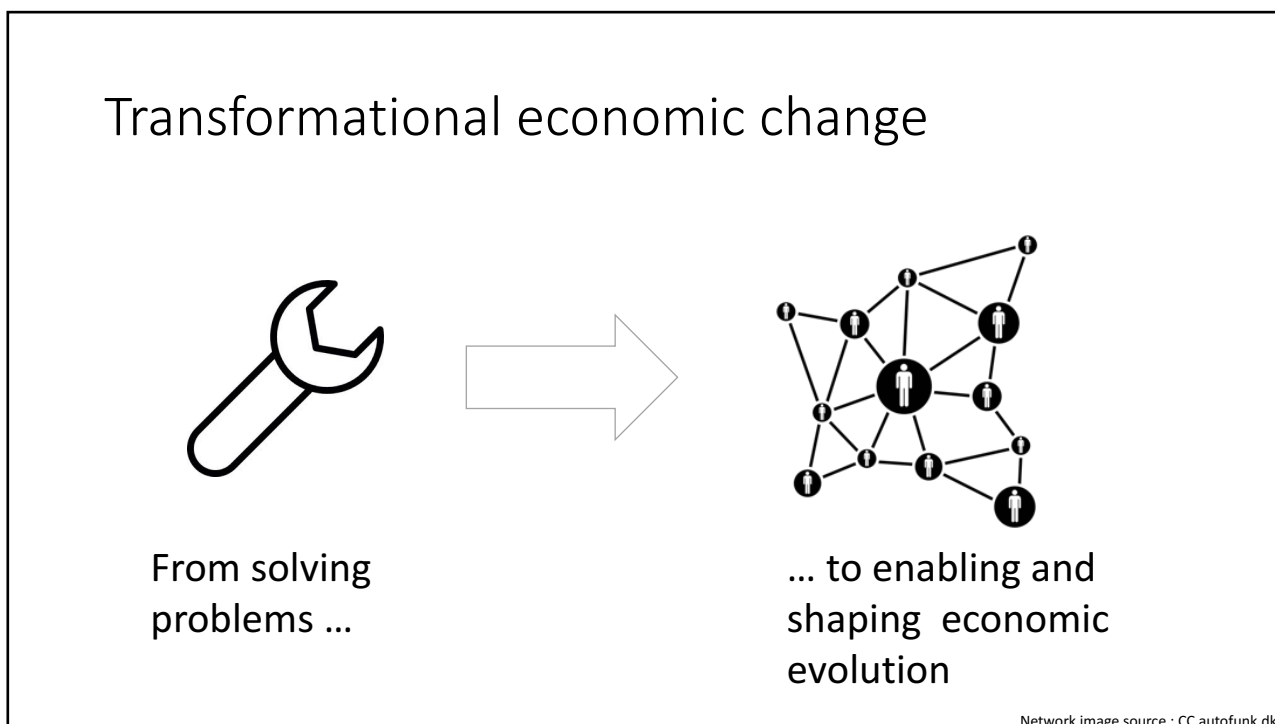 Transformational economic change
From solving
problems …
… to enabling and
shaping  economic
evolution
Network image source : CC autofunk.dk